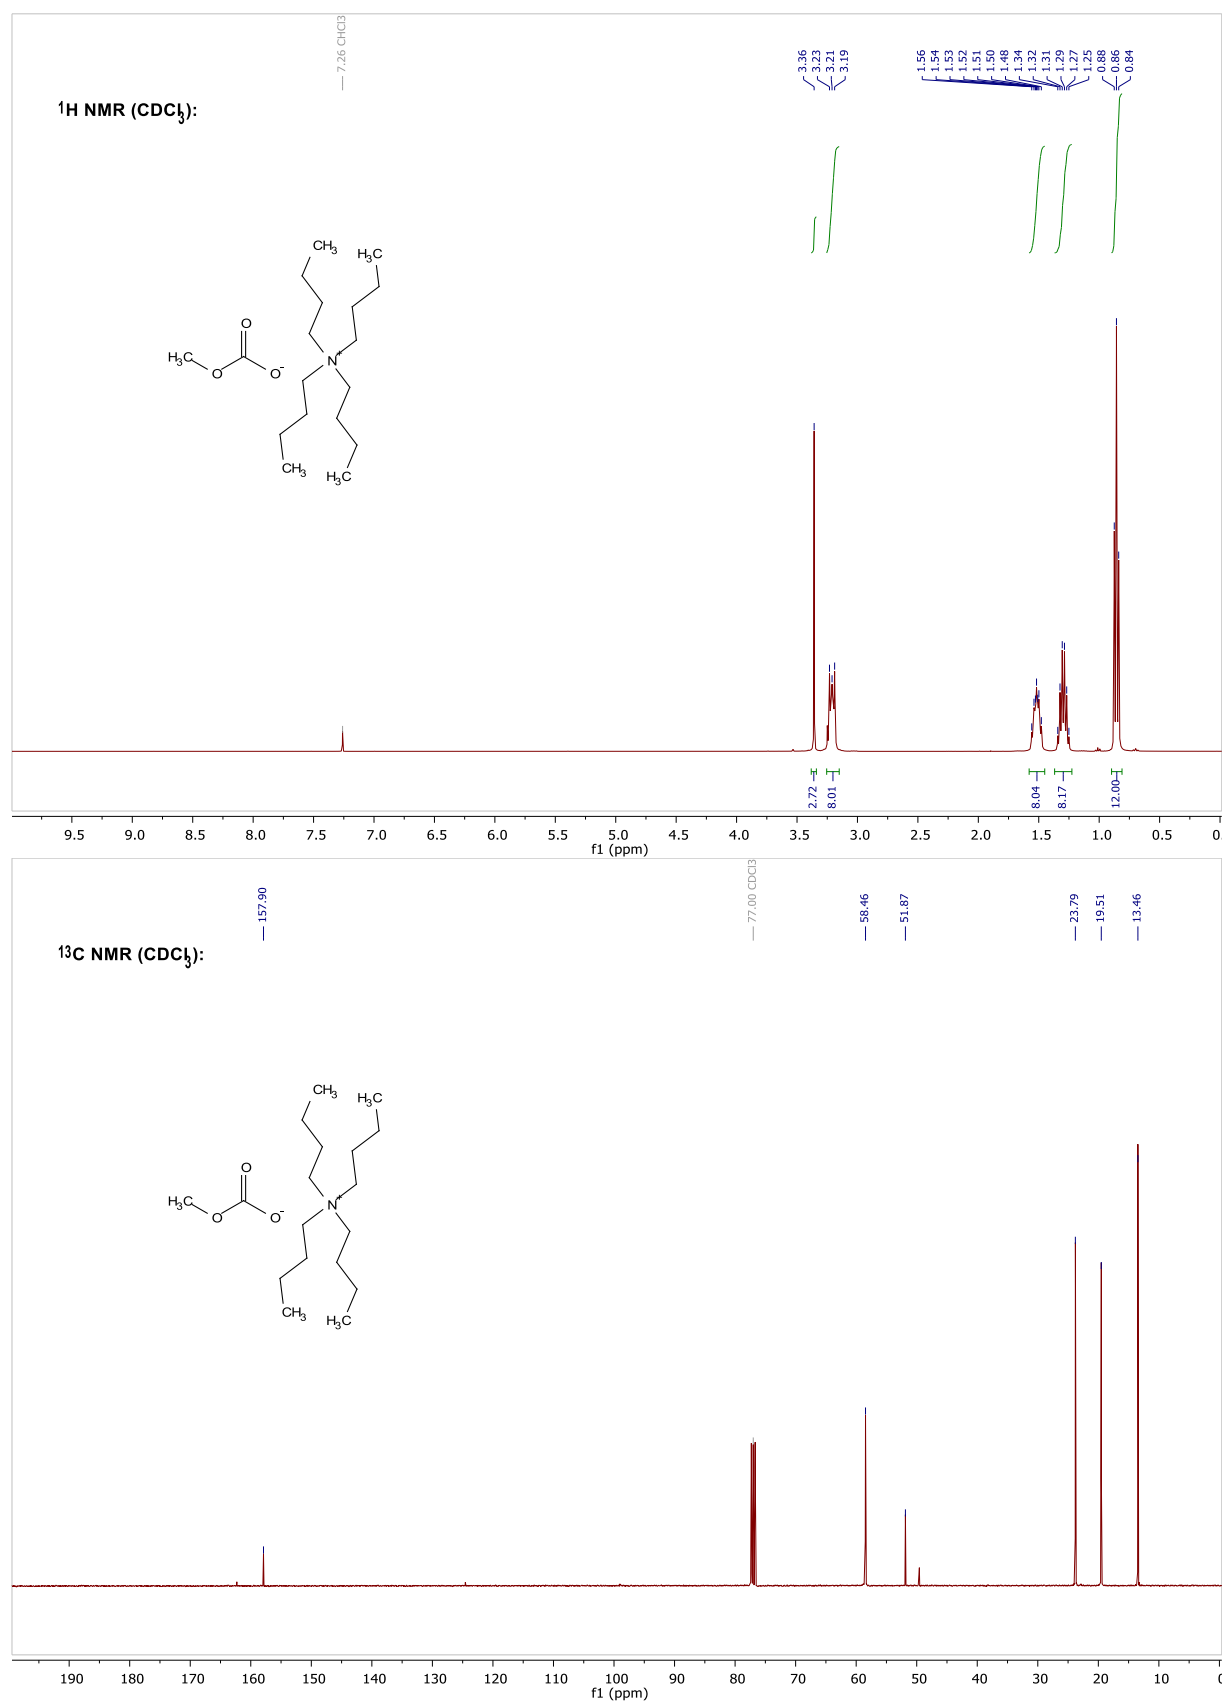 7.26 CHCl3
3.36
3.23
3.21
3.19
1.56
1.54
1.53
1.52
1.51
1.50
1.48
1.34
1.32
1.31
1.29
1.27
1.25
0.88
0.86
0.84
1H NMR (CDCl3):
CH3 H3C
O
H3C O O- N+
CH3 H3C
2.72 8.01 8.04 8.17 12.00
9.5 9.0 8.5 8.0 7.5 7.0 6.5 6.0 5.5 5.0 4.5 4.0 3.5 3.0 2.5 2.0 1.5 1.0 0.5 0.
f1 (ppm)
157.90 77.00 CDCl3 58.46 51.87 23.79 19.51 13.46
13C NMR (CDCl3):
CH3 H3C
O
H3C O O- N+
CH3 H3C
190 180 170 160 150 140 130 120 110 100 90 80 70 60 50 40 30 20 10 0
f1 (ppm)